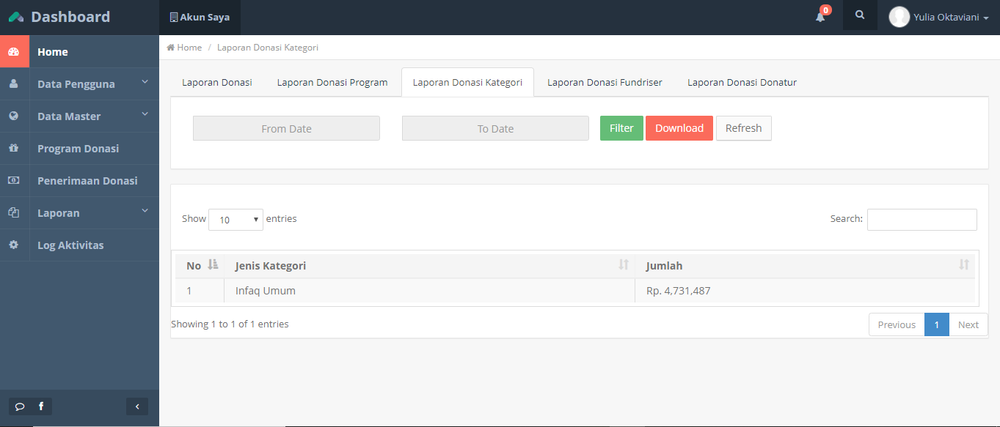 Dashboard
Akun Saya
0
Yulia Oktaviani
Home
Data Pengguna
Data Master
Program Donasi
Penerimaan Donasi
Laporan
Log Aktivitas
Home / Laporan Donasi Kategori
Laporan Donasi Laporan Donasi Program Laporan Donasi Kategori Laporan Donasi Fundriser Laporan Donasi Donatur
From Date To Date Filter Download Refresh
Show 10 entries Search:
No Jenis Kategori Jumlah
1 Infaq Umum Rp. 4,731,487
Showing 1 to 1 of 1 entries
Previous 1 Next